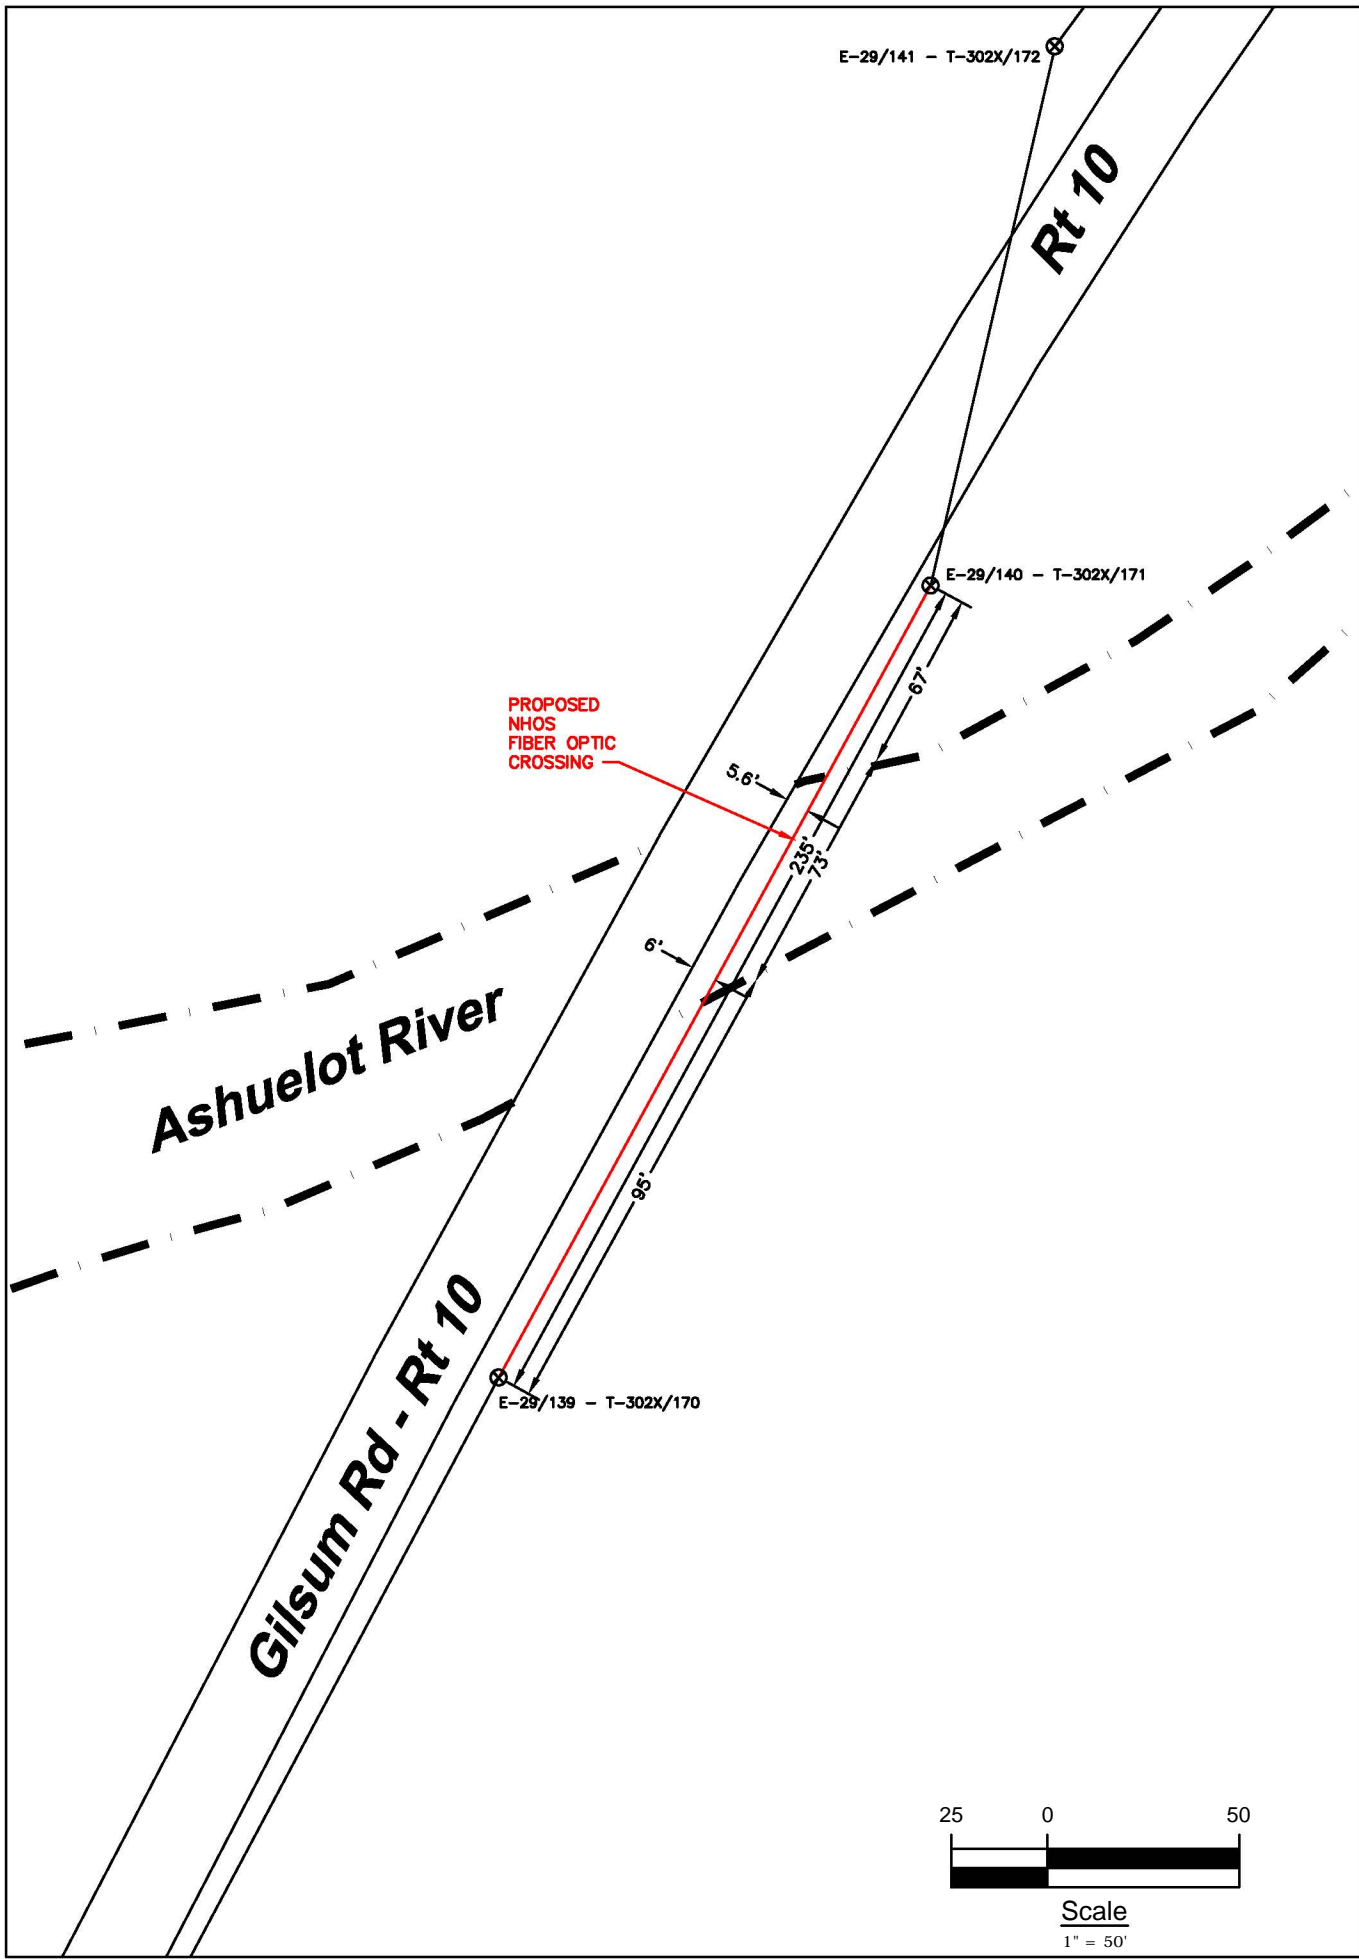 E-29/141 - T-302X/172
Rt 10
E-29/140 - T-302X/171
67'
PROPOSED
NHOS
FIBER OPTIC
CROSSING
5.6'
235'
73'
6'
Ashuelot River
95'
Gilsum Rd - Rt 10
E-29/139 - T-302X/170
25 0 50
Scale
1" = 50'